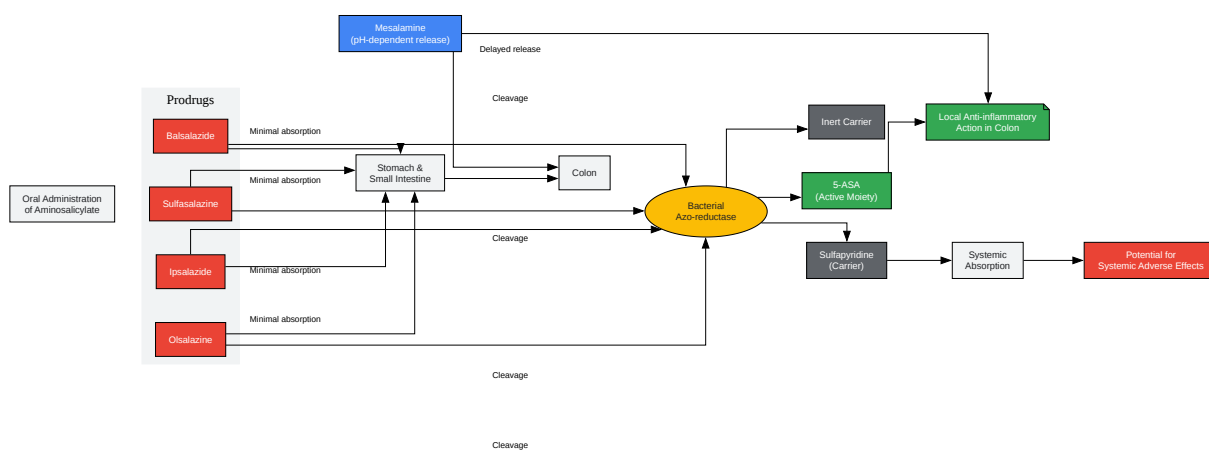 Mesalamine
(pH-dependent release)
Delayed release
Cleavage
Prodrugs
Balsalazide
Minimal absorption
Sulfasalazine
Minimal absorption
Ipsalazide
Minimal absorption
Olsalazine
Minimal absorption
Oral Administration
of Aminosalicylate
Stomach &
Small Intestine
Colon
Cleavage
Cleavage
Cleavage
Bacterial
Azo-reductase
Inert Carrier
5-ASA
(Active Moiety)
Sulfapyridine
(Carrier)
Local Anti-inflammatory
Action in Colon
Systemic
Absorption
Potential for
Systemic Adverse Effects